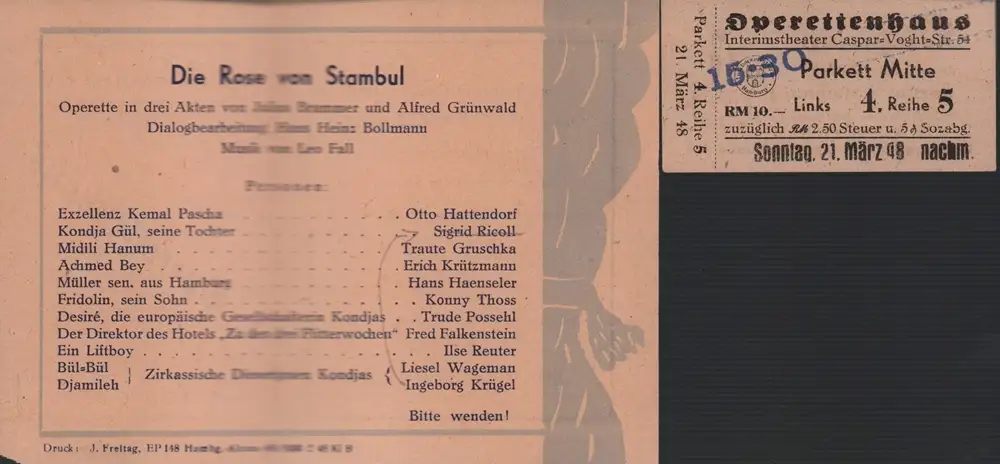 Die Rose von Stambul
Operette in drei Akten von Julius Brammer und Alfred Grünwald
Dialogbearbeitung Hans Heinz Bollmann
Musik von Leo Fall
Personen:
Exzellenz Kemal Pascha . . . . . . . . . . . . Otto Hattendorf
Kondja Gül, seine Tochter . . . . . . . . . . . Sigrid Ricoll
Midili Hanum . . . . . . . . . . . . . . . . Traute Gruschka
Achmed Bey . . . . . . . . . . . . . . . . . Erich Krützmann
Müller sen. aus Hamburg . . . . . . . . . . . Hans Haenseler
Fridolin, sein Sohn . . . . . . . . . . . . . . Konny Thoss
Desiré, die europäische Gesellschafterin Kondjas . . Trude Possehl
Der Direktor des Hotels „Zu den drei Flitterwochen“ Fred Falkenstein
Ein Liftboy . . . . . . . . . . . . . . . . . . Ilse Reuter
Bül=Bül Liesel Wageman
Zirkassische Kondjas
Djamileh Ingeborg Krügel
Bitte wenden!
Druck: J. Freitag, EP 148 Hambg.
Parkett 4. Reihe 5
21. März 48
Operettenhaus
Interimstheater Caspar=Voght=Str. 54
15.30
Parkett Mitte
Hamburg
RM 10.— Links 4. Reihe 5
zuzüglich RM 2.50 Steuer u. 5 ₰ Sozabg.
Sonntag, 21. März 48 nachm.